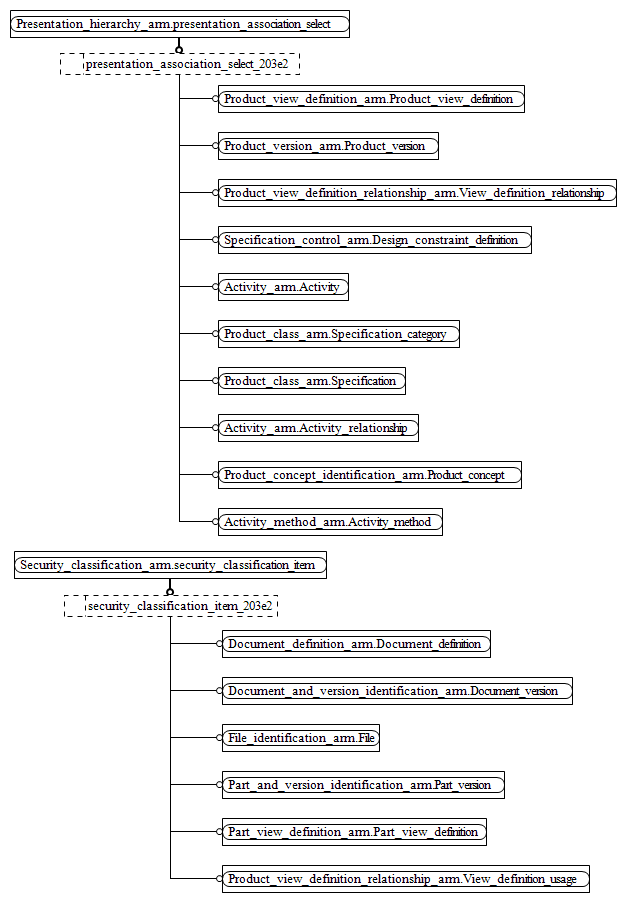 Presentation_hierarchy_arm.presentation_association_select
presentation_association_select_203e2
Product_view_definition_arm.Product_view_definition
Product_version_arm.Product_version
Product_view_definition_relationship_arm.View_definition_relationship
Specification_control_arm.Design_constraint_definition
Activity_arm.Activity
Product_class_arm.Specification_category
Product_class_arm.Specification
Activity_arm.Activity_relationship
Product_concept_identification_arm.Product_concept
Activity_method_arm.Activity_method
Security_classification_arm.security_classification_item
security_classification_item_203e2
Document_definition_arm.Document_definition
Document_and_version_identification_arm.Document_version
File_identification_arm.File
Part_and_version_identification_arm.Part_version
Part_view_definition_arm.Part_view_definition
Product_view_definition_relationship_arm.View_definition_usage